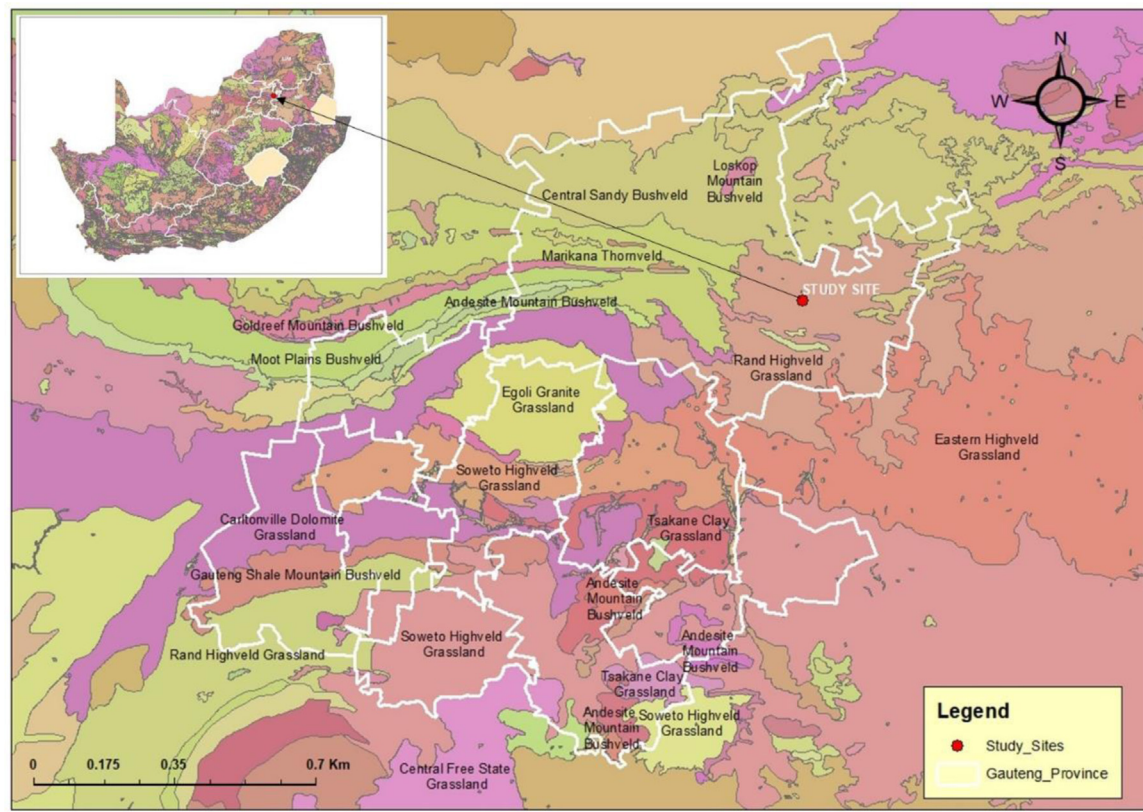 N
W
E
S
Loskop
Mountain
Bushveld
Central Sandy Bushveld
Marikana Thornveld
STUDY SITE
Andesite Mountain Bushveld
Goldreef Mountain Bushveld
Moot Plains Bushveld
Rand Highveld
Grassland
Egoli Granite
Grassland
Eastern Highveld
Grassland
Soweto Highveld
Grassland
Carltonville Dolomite
Grassland
Tsakane Clay
Grassland
Gauteng Shale Mountain Bushveld
Andesite
Mountain
Bushveld
Soweto Highveld
Grassland
Andesite
Mountain
Bushveld
Rand Highveld Grassland
Tsakane Clay
Grassland
Andesite
Mountain
Bushveld
Soweto Highveld
Grassland
Central Free State
Grassland
0 0.175 0.35 0.7 Km
Legend
Study_Sites
Gauteng_Province